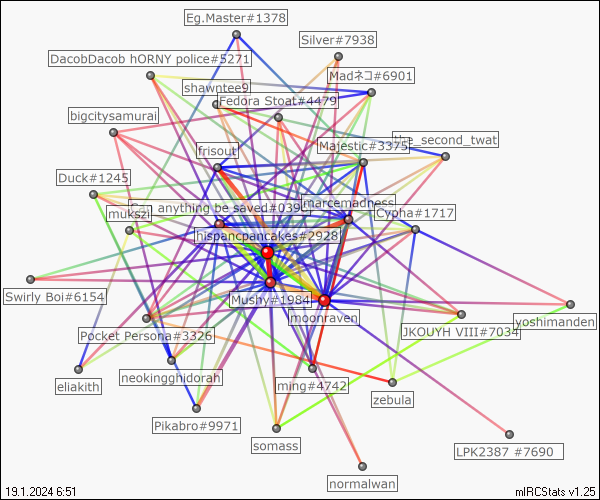 Eg.Master#1378
Silver#7938
DacobDacob hORNY police#5271
Madネコ#6901
shawntee9
Fedora Stoat#4479
bigcitysamurai
the_second_twat
Majestic#3375
frisout
Duck#1245
marcemadness
Can anything be saved#039
mukszi
Cypha#1717
hispancpancakes#2928
Swirly Boi#6154
Mushy#1984
moonraven
yoshimanden
Pocket Persona#3326
JKOUYH VIII#7034
eliakith
neokingghidorah
ming#4742
zebula
Pikabro#9971
somass
LPK2387 #7690
normalwan
19.1.2024 6:51
mIRCStats v1.25